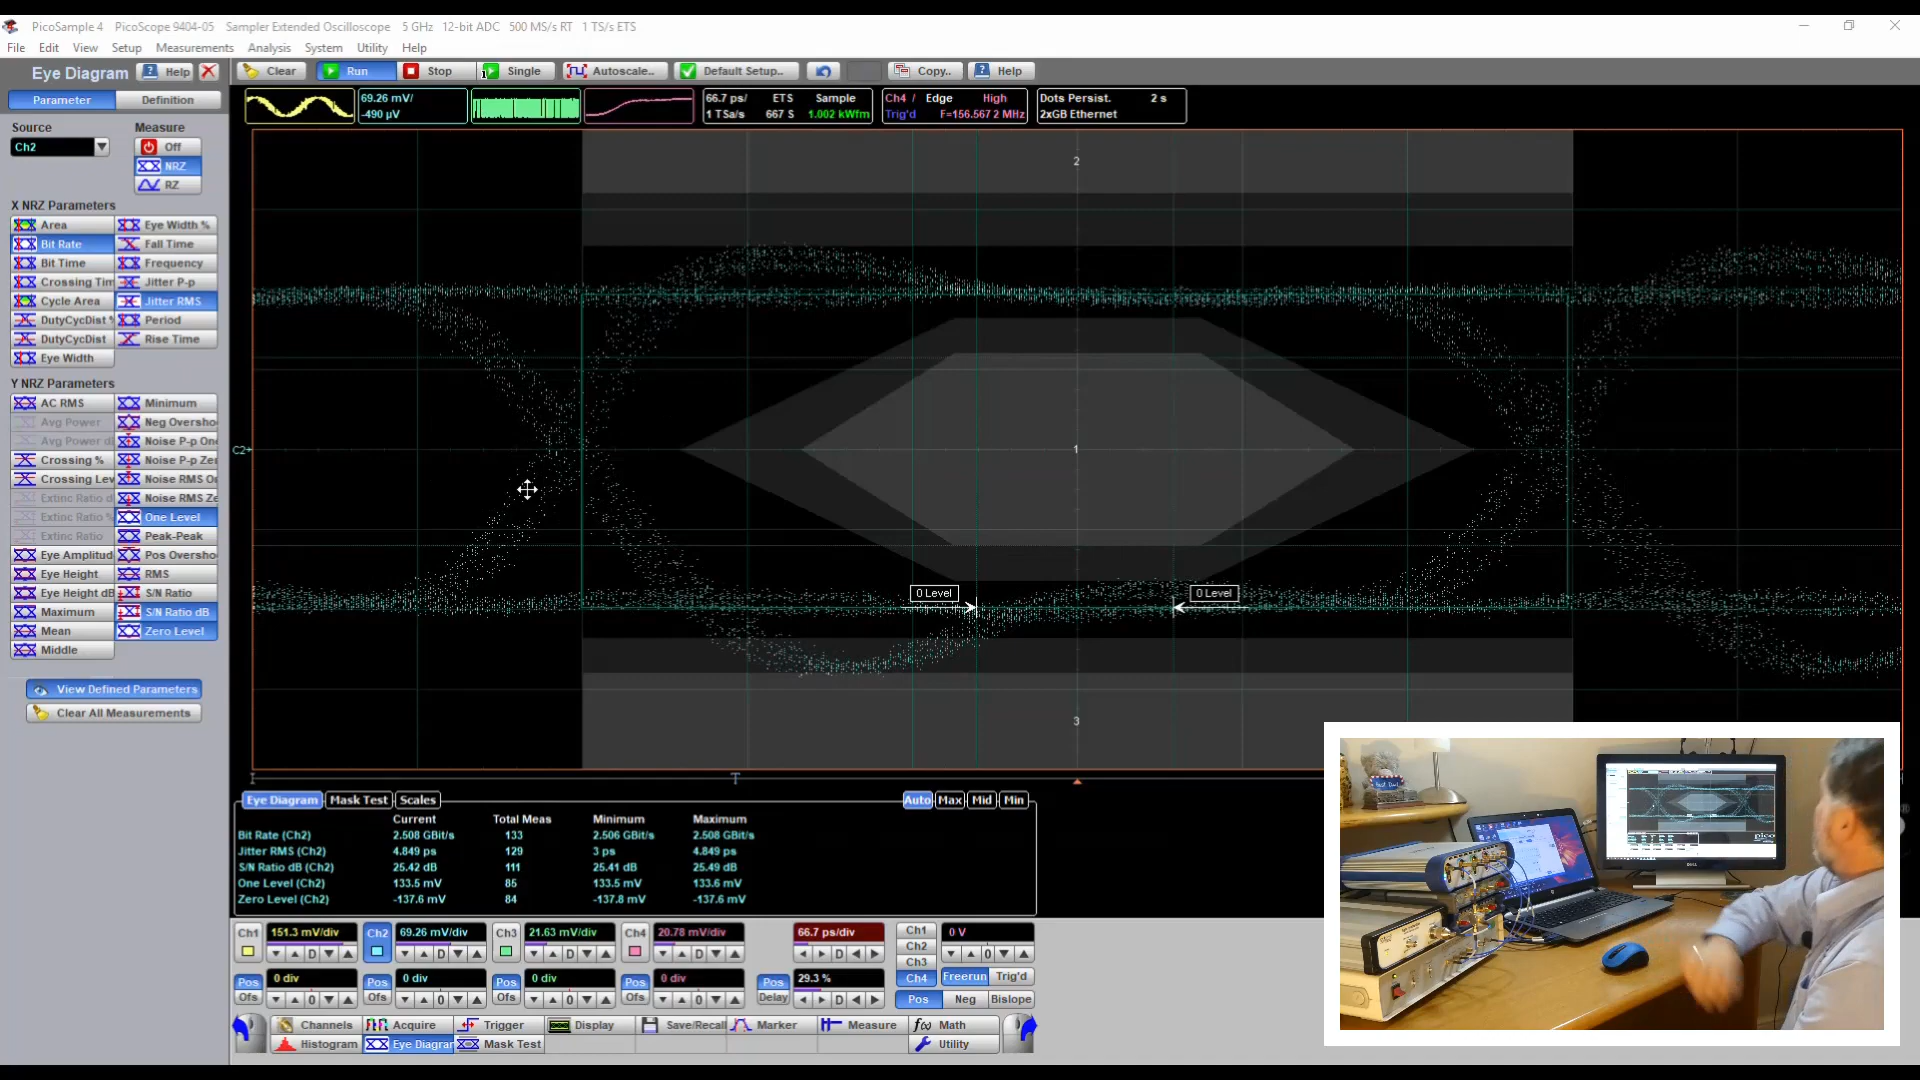 PicoSample 4 PicoScope 9404-05 Sampler Extended Oscilloscope 5 GHz 12-bit ADC 500 MS/s RT 1 TS/s ETS
File Edit View Setup Measurements Analysis System Utility Help
Eye Diagram Help
Clear Run Stop Single Autoscale.. Default Setup.. Copy.. Help
Parameter Definition
69.26 mV/
-490 µV
66.7 ps/ ETS Sample
1 TSa/s 667 S 1.002 kWfm
Ch4 / Edge High
Trig'd F=156.567 2 MHz
Dots Persist. 2 s
2xGB Ethernet
Source Measure
Ch2 Off
NRZ
RZ
X NRZ Parameters
Area Eye Width %
Bit Rate Fall Time
Bit Time Frequency
Crossing Tim Jitter P-p
Cycle Area Jitter RMS
DutyCycDist % Period
DutyCycDist Rise Time
Eye Width
Y NRZ Parameters
AC RMS Minimum
Avg Power Neg Oversho
Avg Power d Noise P-p On
Crossing % Noise P-p Ze
Crossing Lev Noise RMS O
Extinc Ratio d Noise RMS Ze
Extinc Ratio % One Level
Extinc Ratio Peak-Peak
Eye Amplitud Pos Oversho
Eye Height RMS
Eye Height dB S/N Ratio
Maximum S/N Ratio dB
Mean Zero Level
Middle
View Defined Parameters
Clear All Measurements
2
C2 1
0 Level 0 Level
3
T
Eye Diagram Mask Test Scales Auto Max Mid Min
Current Total Meas Minimum Maximum
Bit Rate (Ch2) 2.508 GBit/s 133 2.506 GBit/s 2.508 GBit/s
Jitter RMS (Ch2) 4.849 ps 129 3 ps 4.849 ps
S/N Ratio dB (Ch2) 25.42 dB 111 25.41 dB 25.49 dB
One Level (Ch2) 133.5 mV 85 133.5 mV 133.6 mV
Zero Level (Ch2) -137.6 mV 84 -137.8 mV -137.6 mV
Ch1 151.3 mV/div Ch2 69.26 mV/div Ch3 21.63 mV/div Ch4 20.78 mV/div 66.7 ps/div Ch1 0 V
D D D D D Ch2 0
Ch3
Pos 0 div Pos 0 div Pos 0 div Pos 0 div Pos 29.3 % Ch4 Freerun Trig'd
Ofs 0 Ofs 0 Ofs 0 Ofs 0 Delay D Pos Neg Bislope
Channels Acquire Trigger Display Save/Recall Marker Measure f(x) Math
Histogram Eye Diagran Mask Test Utility
pico
DELL